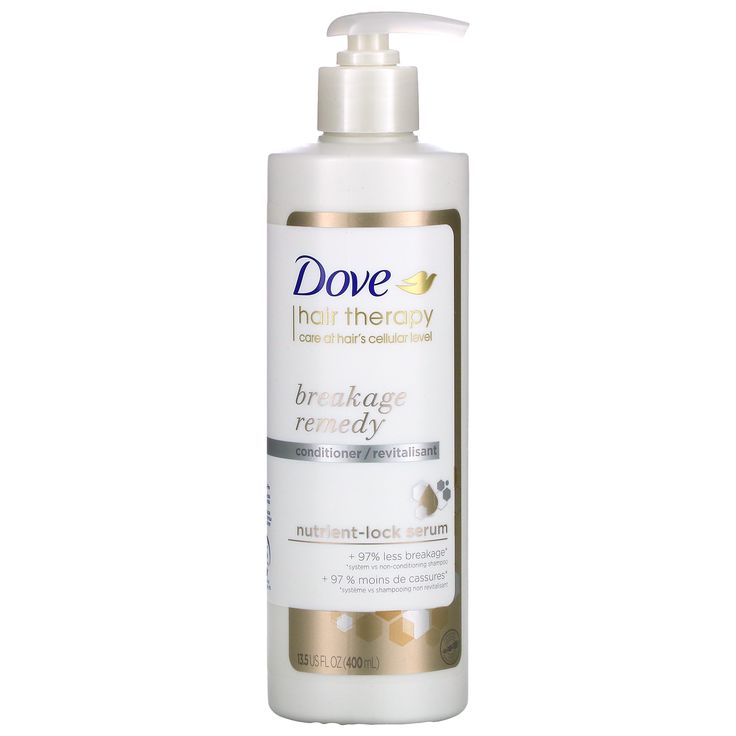 Dove
hair therapy
care at hair's cellular level
breakage
remedy
conditioner / revitalisant
nutrient-lock serum
+ 97% less breakage*
*system vs non-conditioning shampoo
+ 97 % moins de cassures*
*système vs shampooing non revitalisant
13.5 US FL OZ (400 mL)